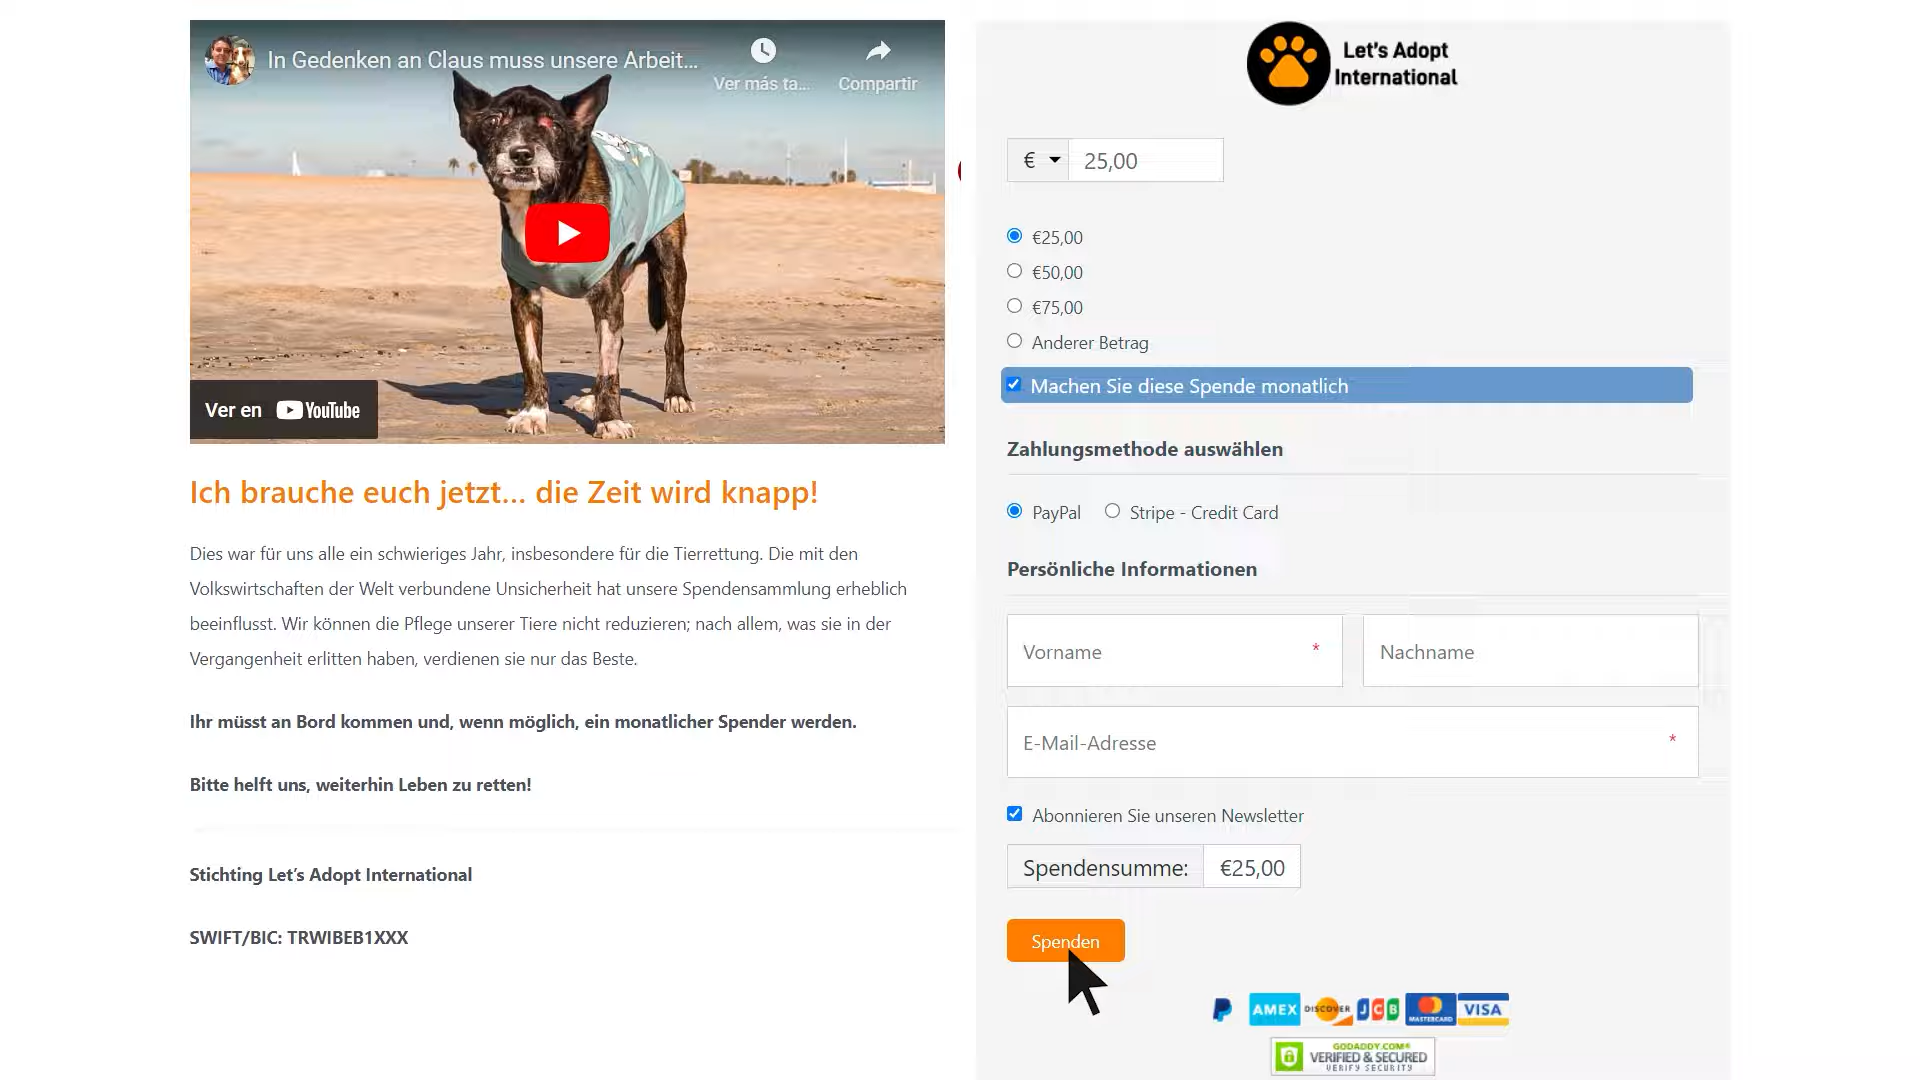 In Gedenken an Claus muss unsere Arbeit...
Ver más ta...
Compartir
Ver en YouTube
Ich brauche euch jetzt... die Zeit wird knapp!
Dies war für uns alle ein schwieriges Jahr, insbesondere für die Tierrettung. Die mit den
Volkswirtschaften der Welt verbundene Unsicherheit hat unsere Spendensammlung erheblich
beeinflusst. Wir können die Pflege unserer Tiere nicht reduzieren; nach allem, was sie in der
Vergangenheit erlitten haben, verdienen sie nur das Beste.
Ihr müsst an Bord kommen und, wenn möglich, ein monatlicher Spender werden.
Bitte helft uns, weiterhin Leben zu retten!
Stichting Let's Adopt International
SWIFT/BIC: TRWIBEB1XXX
Let's Adopt
International
€ 25,00
€25,00
€50,00
€75,00
Anderer Betrag
Machen Sie diese Spende monatlich
Zahlungsmethode auswählen
PayPal Stripe - Credit Card
Persönliche Informationen
Vorname * Nachname
E-Mail-Adresse *
Abonnieren Sie unseren Newsletter
Spendensumme: €25,00
Spenden
AMEX DISCOVER JCB MASTERCARD VISA
GODADDY.COM®
VERIFIED & SECURED
VERIFY SECURITY